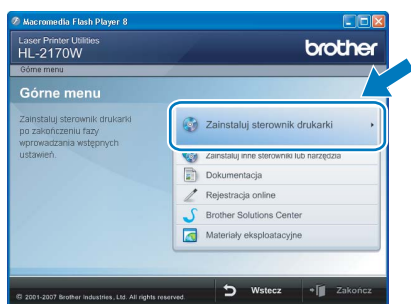 Macromedia Flash Player 8
Laser Printer Utilities
HL-2170W
brother
Górne menu
Górne menu
Zainstaluj sterownik drukarki
po zakończeniu fazy
wprowadzania wstępnych
ustawień.
Zainstaluj sterownik drukarki
Zainstaluj inne sterowniki lub narzędzia
Dokumentacja
Rejestracja online
Brother Solutions Center
Materiały eksploatacyjne
© 2001-2007 Brother Industries, Ltd. All rights reserved.
Wstecz
Zakończ